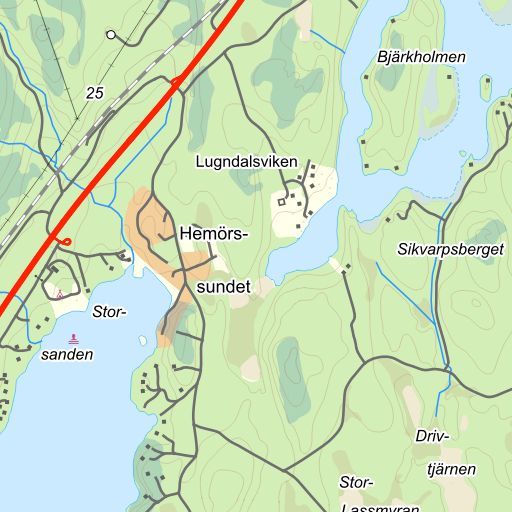 Bjärkholmen
25
Lugndalsviken
Hemörs-
sundet
Sikvarpsberget
Stor-
sanden
Driv-
tjärnen
Stor-
Lassmyran